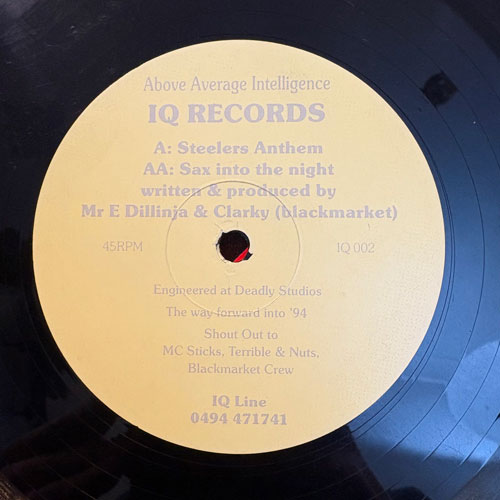 Above Average Intelligence
IQ RECORDS
A: Steelers Anthem
AA: Sax into the night
written & produced by
Mr E Dillinja & Clarky (blackmarket)
45RPM
IQ 002
Engineered at Deadly Studios
The way forward into '94
Shout Out to
MC Sticks, Terrible & Nuts,
Blackmarket Crew
IQ Line
0494 471741